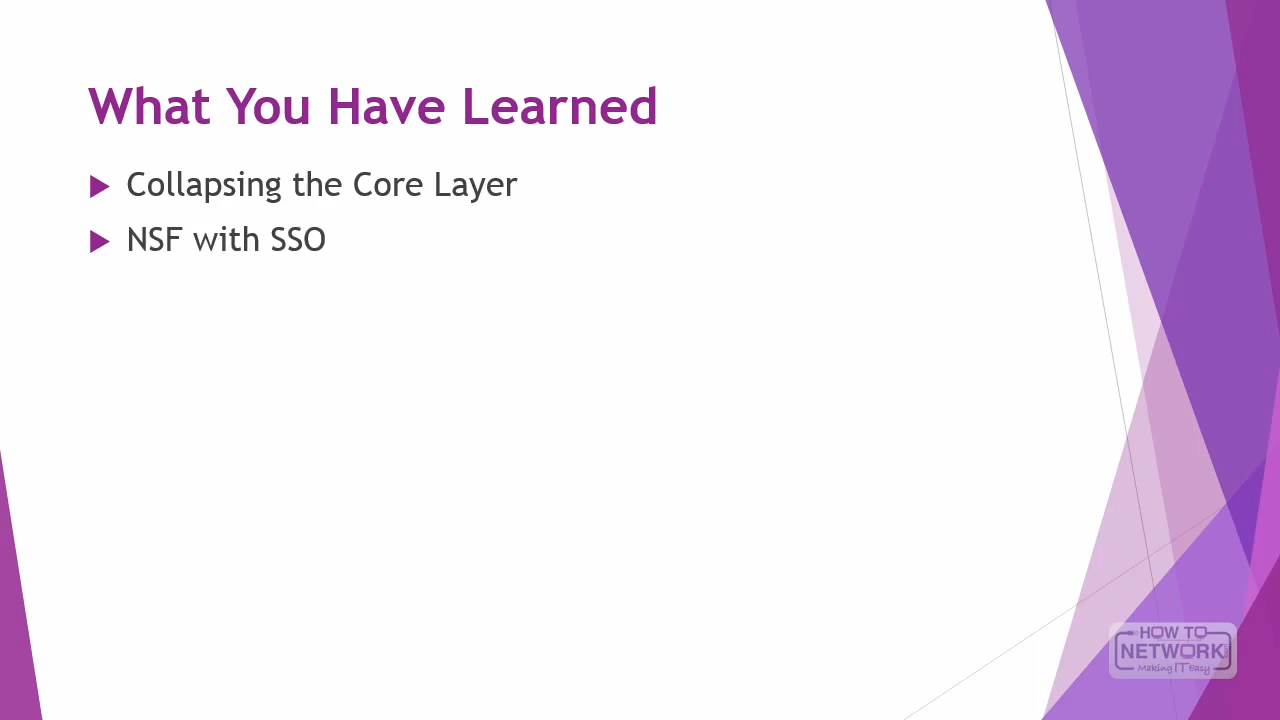 What You Have Learned
Collapsing the Core Layer
NSF with SSO
HOW TO
NETWORK
Making IT Easy